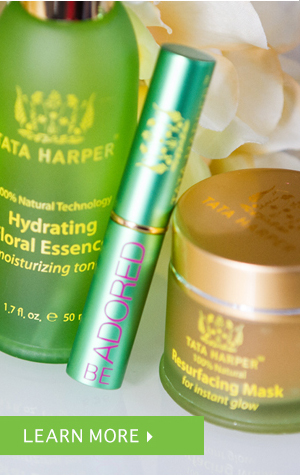 TATA HARPER
100% Natural Technology
Hydrating
Floral Essence
moisturizing
1.7 fl. oz. ℮ 50
BE ADORED
TATA HARPER
TATA HARPER
100% Natural
Resurfacing Mask
for instant glow
LEARN MORE